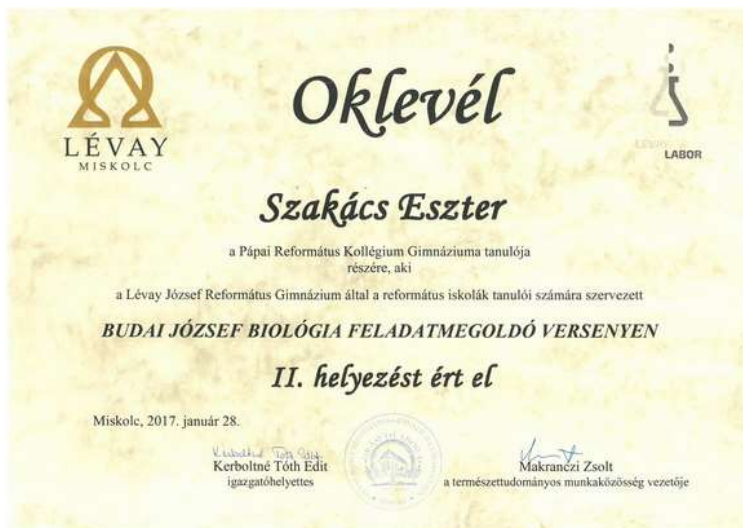 Oklevél
LÉVAY
MISKOLC
LABOR
Szakács Eszter
a Pápai Református Kollégium Gimnáziuma tanulója
részére, aki
a Lévay József Református Gimnázium által a református iskolák tanulói számára szervezett
BUDAI JÓZSEF BIOLÓGIA FELADATMEGOLDÓ VERSENYEN
II. helyezést ért el
Miskolc, 2017. január 28.
Kerboltné Tóth Edit
igazgatóhelyettes
Makranczi Zsolt
a természettudományos munkaközösség vezetője